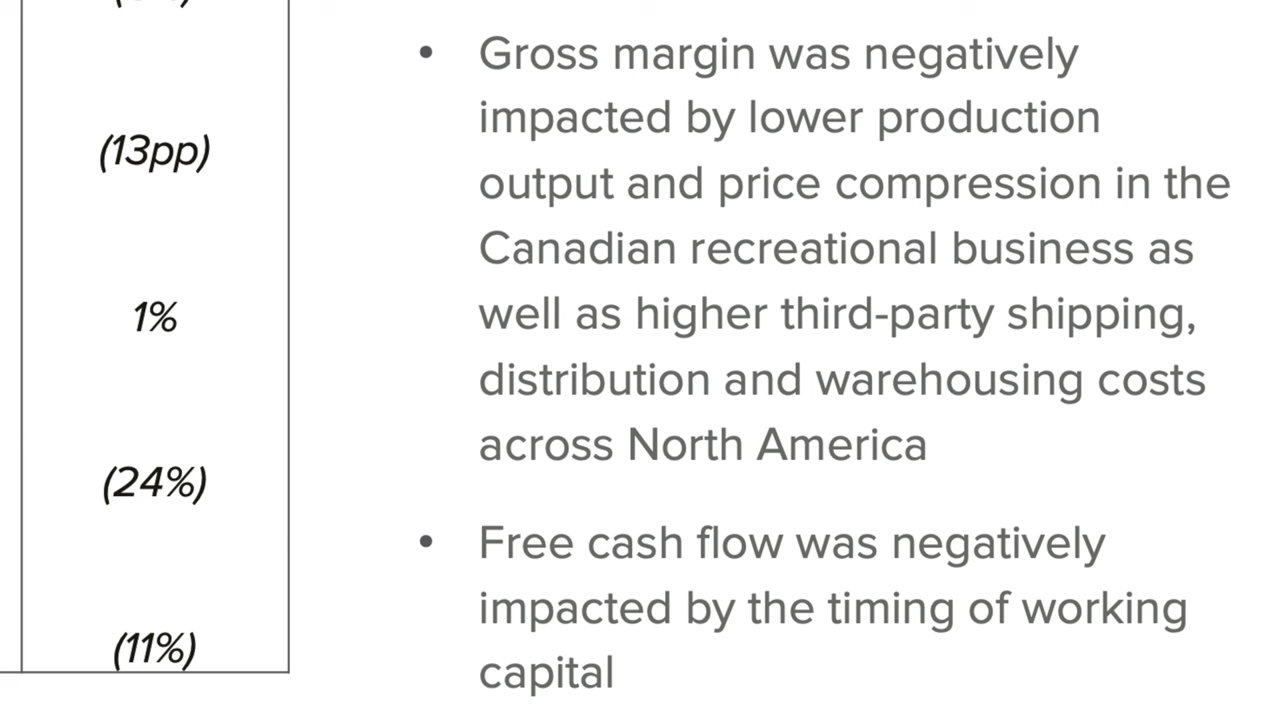 (13pp)
1%
(24%)
(11%)
• Gross margin was negatively
impacted by lower production
output and price compression in the
Canadian recreational business as
well as higher third-party shipping,
distribution and warehousing costs
across North America
• Free cash flow was negatively
impacted by the timing of working
capital